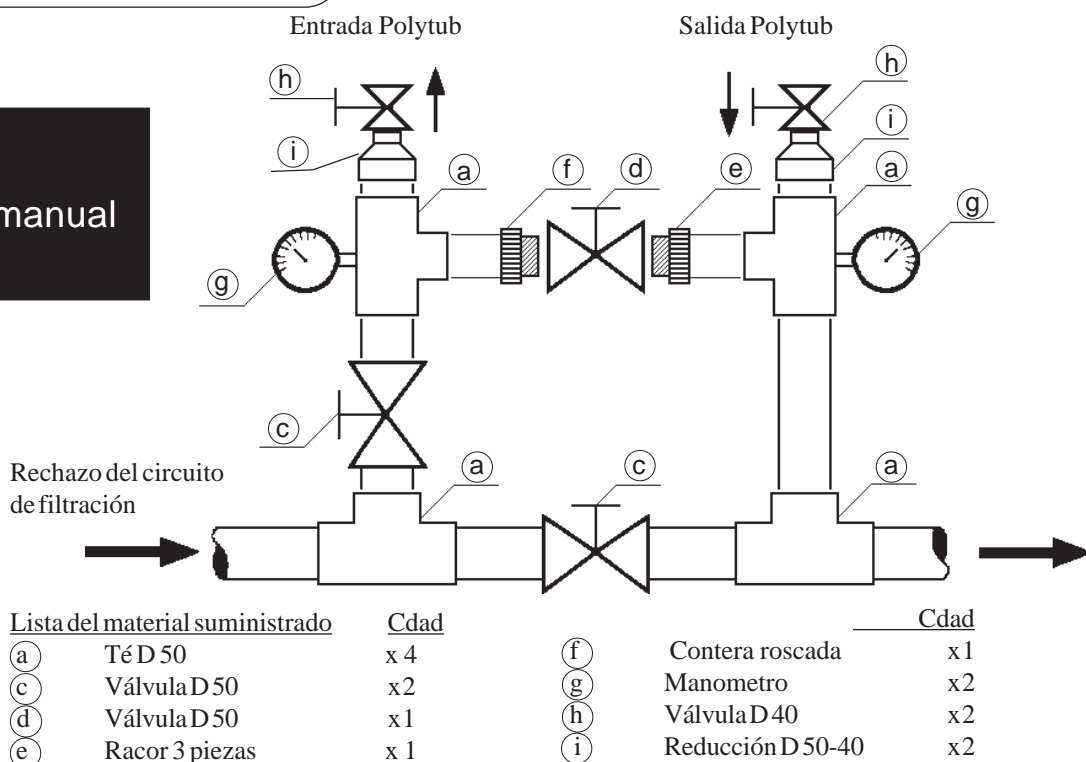 Entrada Polytub
Salida Polytub
h
h
i
i
a
f
d
e
a
manual
g
g
c
Rechazo del circuito
de filtración
a
c
a
Lista del material suministrado Cdad
a Té D 50 x 4
c Válvula D 50 x2
d Válvula D 50 x1
e Racor 3 piezas x 1
Cdad
f Contera roscada x1
g Manometro x2
h Válvula D 40 x2
i Reducción D 50-40 x2